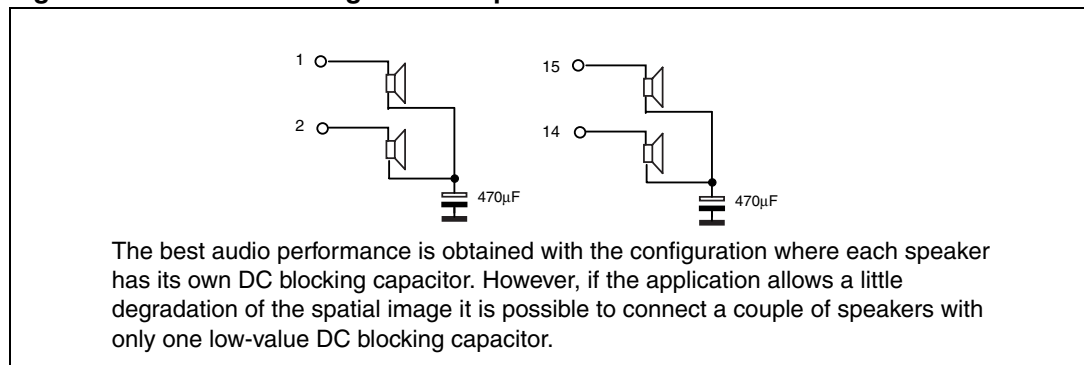 1
15
2
14
470µF
470µF
The best audio performance is obtained with the configuration where each speaker
has its own DC blocking capacitor. However, if the application allows a little
degradation of the spatial image it is possible to connect a couple of speakers with
only one low-value DC blocking capacitor.